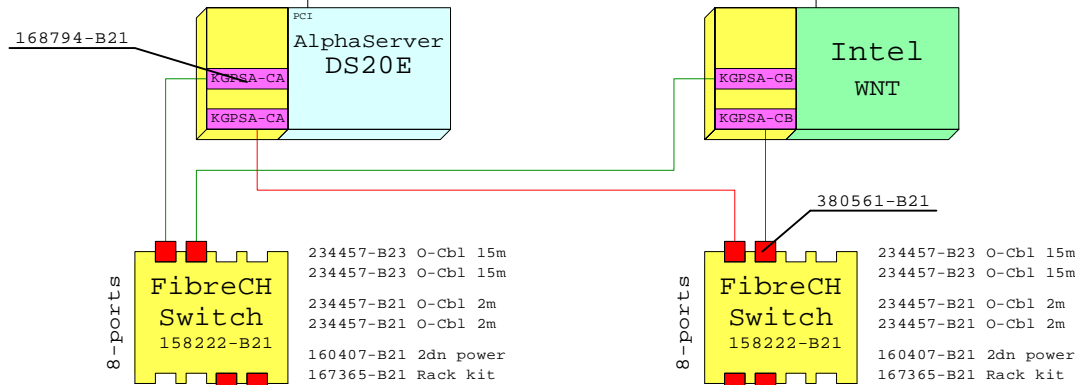 PCI
168794-B21
AlphaServer
DS20E
Intel
WNT
KGPSA-CA
KGPSA-CA
KGPSA-CB
KGPSA-CB
380561-B21
8-ports
FibreCH
Switch
158222-B21
234457-B23 O-Cbl 15m
234457-B23 O-Cbl 15m
234457-B21 O-Cbl 2m
234457-B21 O-Cbl 2m
160407-B21 2dn power
167365-B21 Rack kit
8-ports
FibreCH
Switch
158222-B21
234457-B23 O-Cbl 15m
234457-B23 O-Cbl 15m
234457-B21 O-Cbl 2m
234457-B21 O-Cbl 2m
160407-B21 2dn power
167365-B21 Rack kit